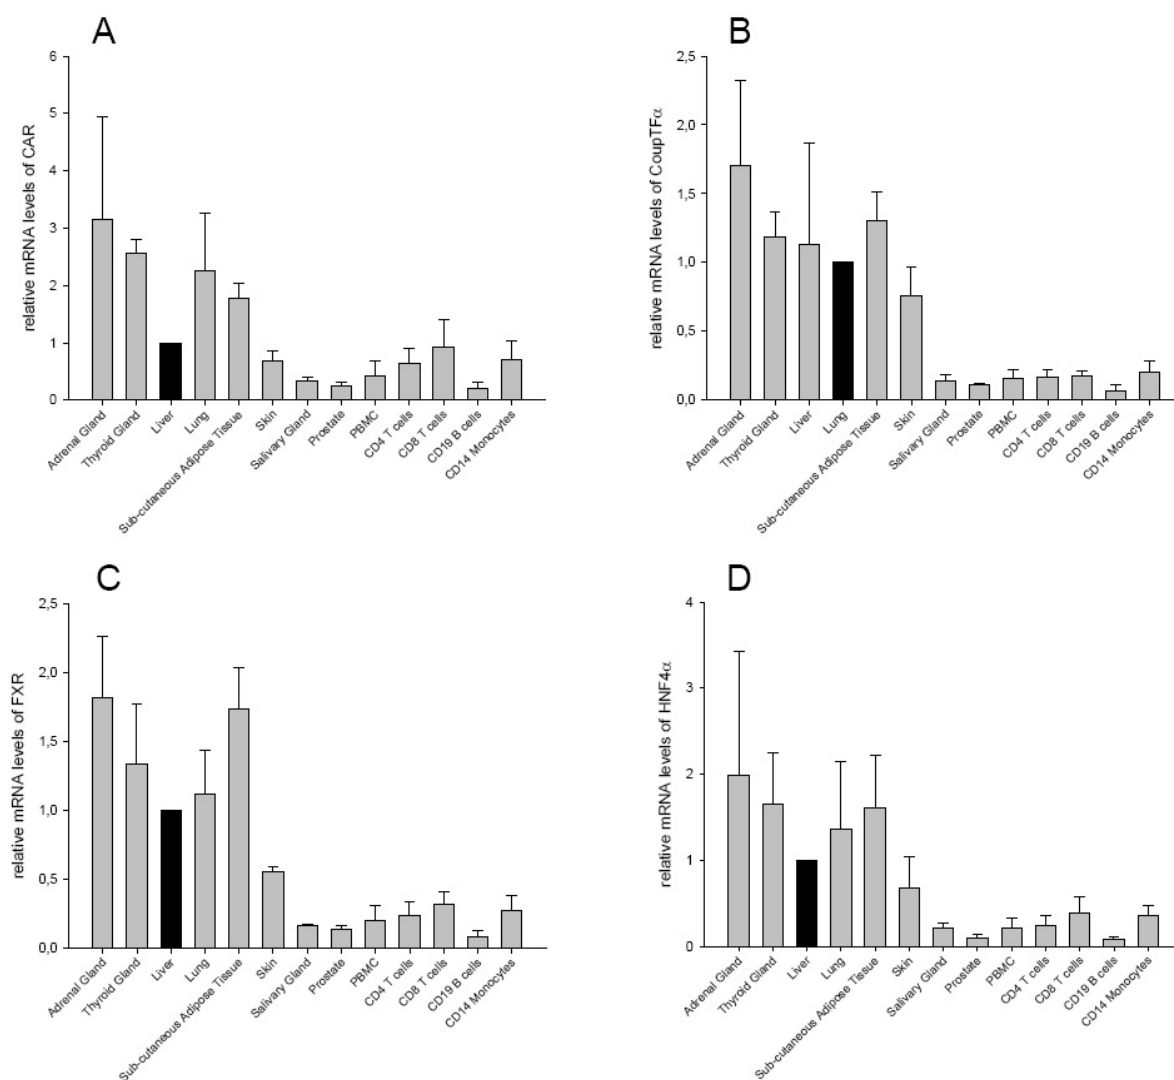 A
relative mRNA levels of CAR
6
5
4
3
2
1
0
Adrenal Gland
Thyroid Gland
Liver
Lung
Sub-cutaneous Adipose Tissue
Skin
Salivary Gland
Prostate
PBMC
CD4 T cells
CD8 T cells
CD19 B cells
CD14 Monocytes
B
relative mRNA levels of CoupTFα
2,5
2,0
1,5
1,0
0,5
0,0
Adrenal Gland
Thyroid Gland
Liver
Lung
Sub-cutaneous Adipose Tissue
Skin
Salivary Gland
Prostate
PBMC
CD4 T cells
CD8 T cells
CD19 B cells
CD14 Monocytes
C
relative mRNA levels of FXR
2,5
2,0
1,5
1,0
0,5
0,0
Adrenal Gland
Thyroid Gland
Liver
Lung
Sub-cutaneous Adipose Tissue
Skin
Salivary Gland
Prostate
PBMC
CD4 T cells
CD8 T cells
CD19 B cells
CD14 Monocytes
D
relative mRNA levels of HNF4α
4
3
2
1
0
Adrenal Gland
Thyroid Gland
Liver
Lung
Sub-cutaneous Adipose Tissue
Skin
Salivary Gland
Prostate
PBMC
CD4 T cells
CD8 T cells
CD19 B cells
CD14 Monocytes